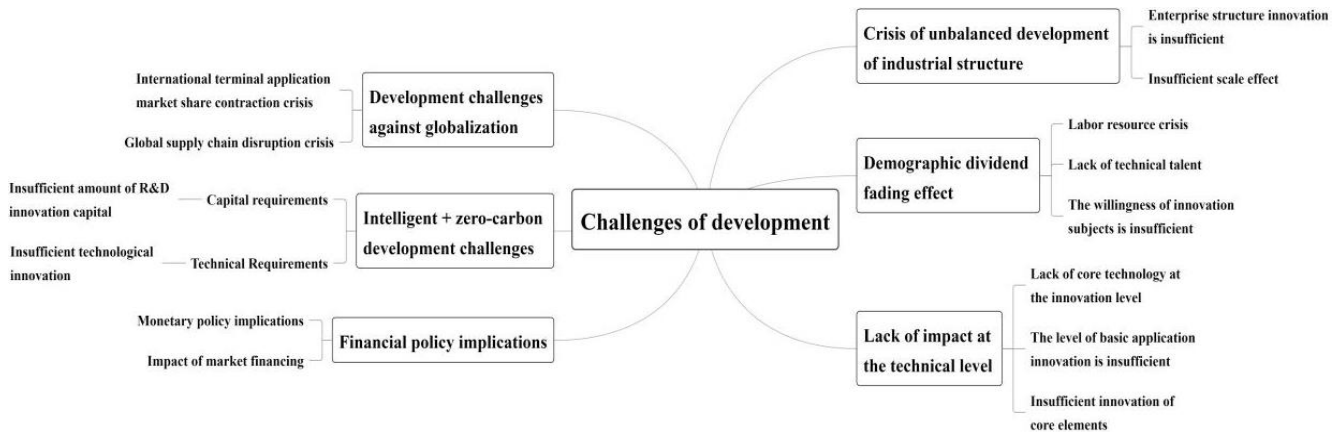 Challenges of development
Development challenges
against globalization
International terminal application
market share contraction crisis
Global supply chain disruption crisis
Intelligent + zero-carbon
development challenges
Capital requirements
Insufficient amount of R&D
innovation capital
Technical Requirements
Insufficient technological
innovation
Financial policy implications
Monetary policy implications
Impact of market financing
Crisis of unbalanced development
of industrial structure
Enterprise structure innovation
is insufficient
Insufficient scale effect
Demographic dividend
fading effect
Labor resource crisis
Lack of technical talent
The willingness of innovation
subjects is insufficient
Lack of impact at
the technical level
Lack of core technology at
the innovation level
The level of basic application
innovation is insufficient
Insufficient innovation of
core elements